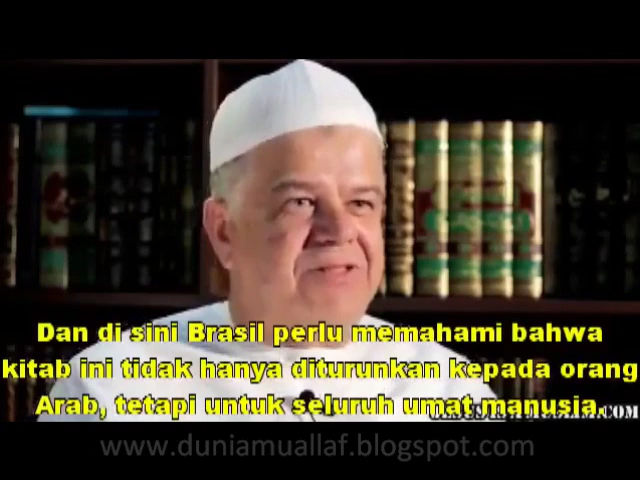 Dan di sini Brasil perlu memahami bahwa
kitab ini tidak hanya diturunkan kepada orang
Arab, tetapi untuk seluruh umat manusia.
www.duniamuallaf.blogspot.com